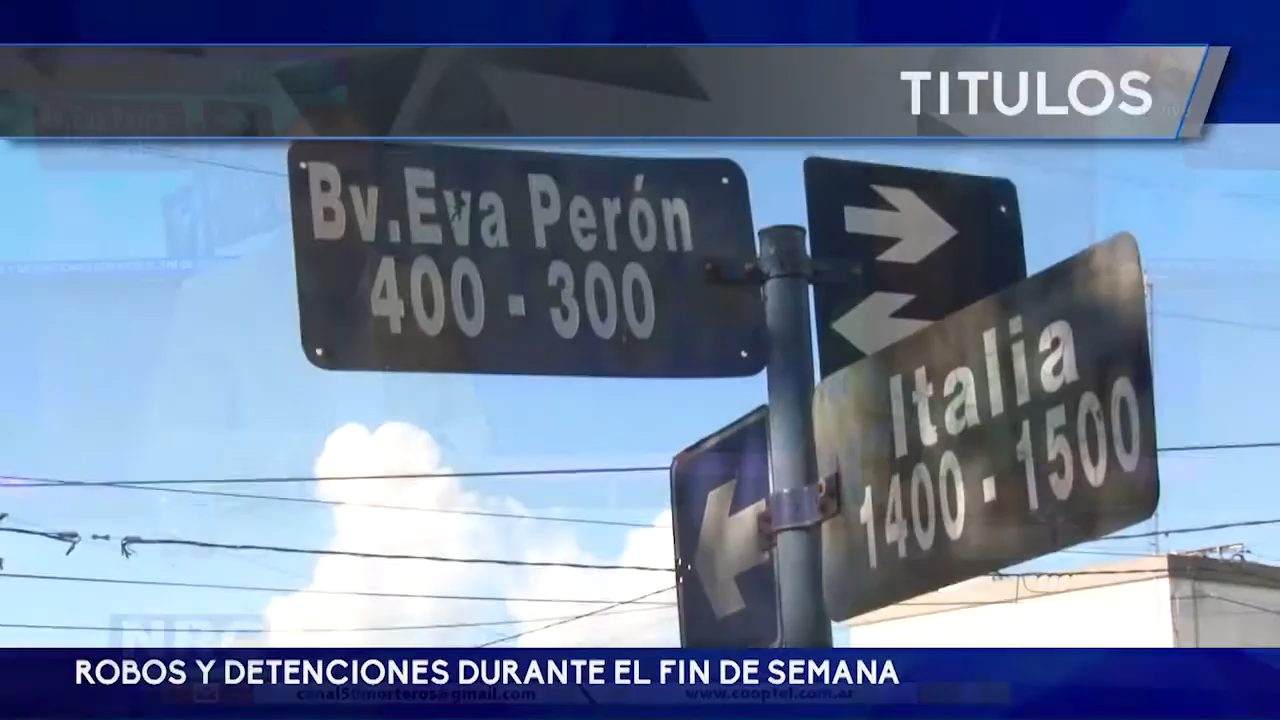 TITULOS
Bv.Eva Perón
400 - 300
Italia
1400 - 1500
ROBOS Y DETENCIONES DURANTE EL FIN DE SEMANA
canal50morteros@gmail.com
www.cooptel.com.ar